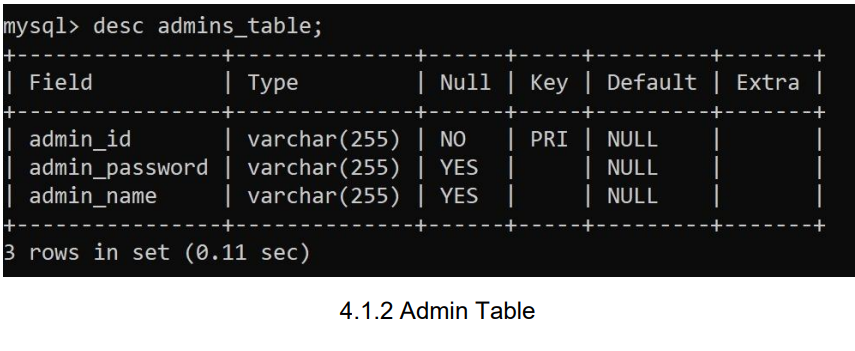 mysql> desc admins_table;
+----------------+--------------+------+-----+---------+-------+
| Field          | Type         | Null | Key | Default | Extra |
+----------------+--------------+------+-----+---------+-------+
| admin_id       | varchar(255) | NO   | PRI | NULL    |       |
| admin_password | varchar(255) | YES  |     | NULL    |       |
| admin_name     | varchar(255) | YES  |     | NULL    |       |
+----------------+--------------+------+-----+---------+-------+
3 rows in set (0.11 sec)
4.1.2 Admin Table